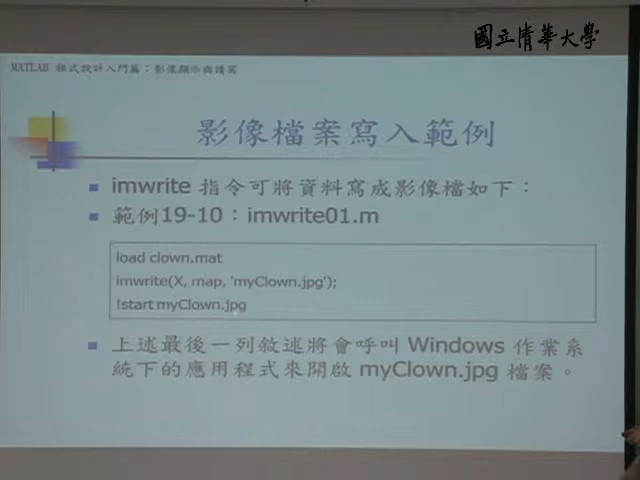 國立清華大學
MATLAB 程式設計入門篇：影像顯示與讀寫
影像檔案寫入範例
imwrite 指令可將資料寫成影像檔如下：
範例19-10：imwrite01.m
load clown.mat
imwrite(X, map, 'myClown.jpg');
!start myClown.jpg
上述最後一列敘述將會呼叫 Windows 作業系
統下的應用程式來開啟 myClown.jpg 檔案。